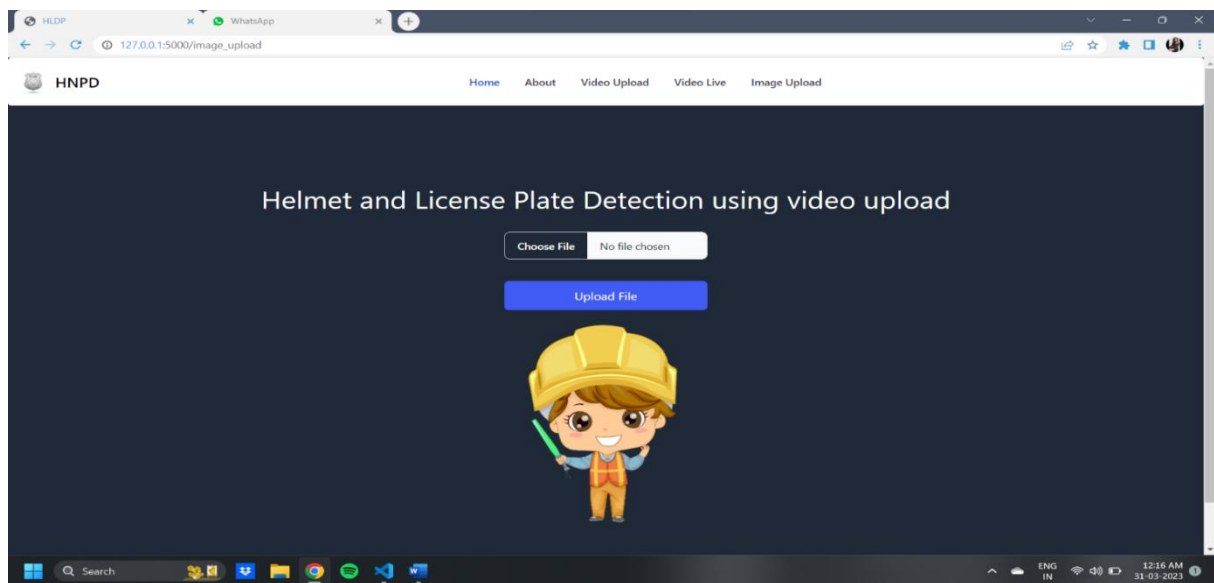 HLDP
WhatsApp
127.0.0.1:5000/image_upload
HNPD
Home About Video Upload Video Live Image Upload
Helmet and License Plate Detection using video upload
Choose File No file chosen
Upload File
Search
ENG
IN
12:16 AM
31-03-2023
1